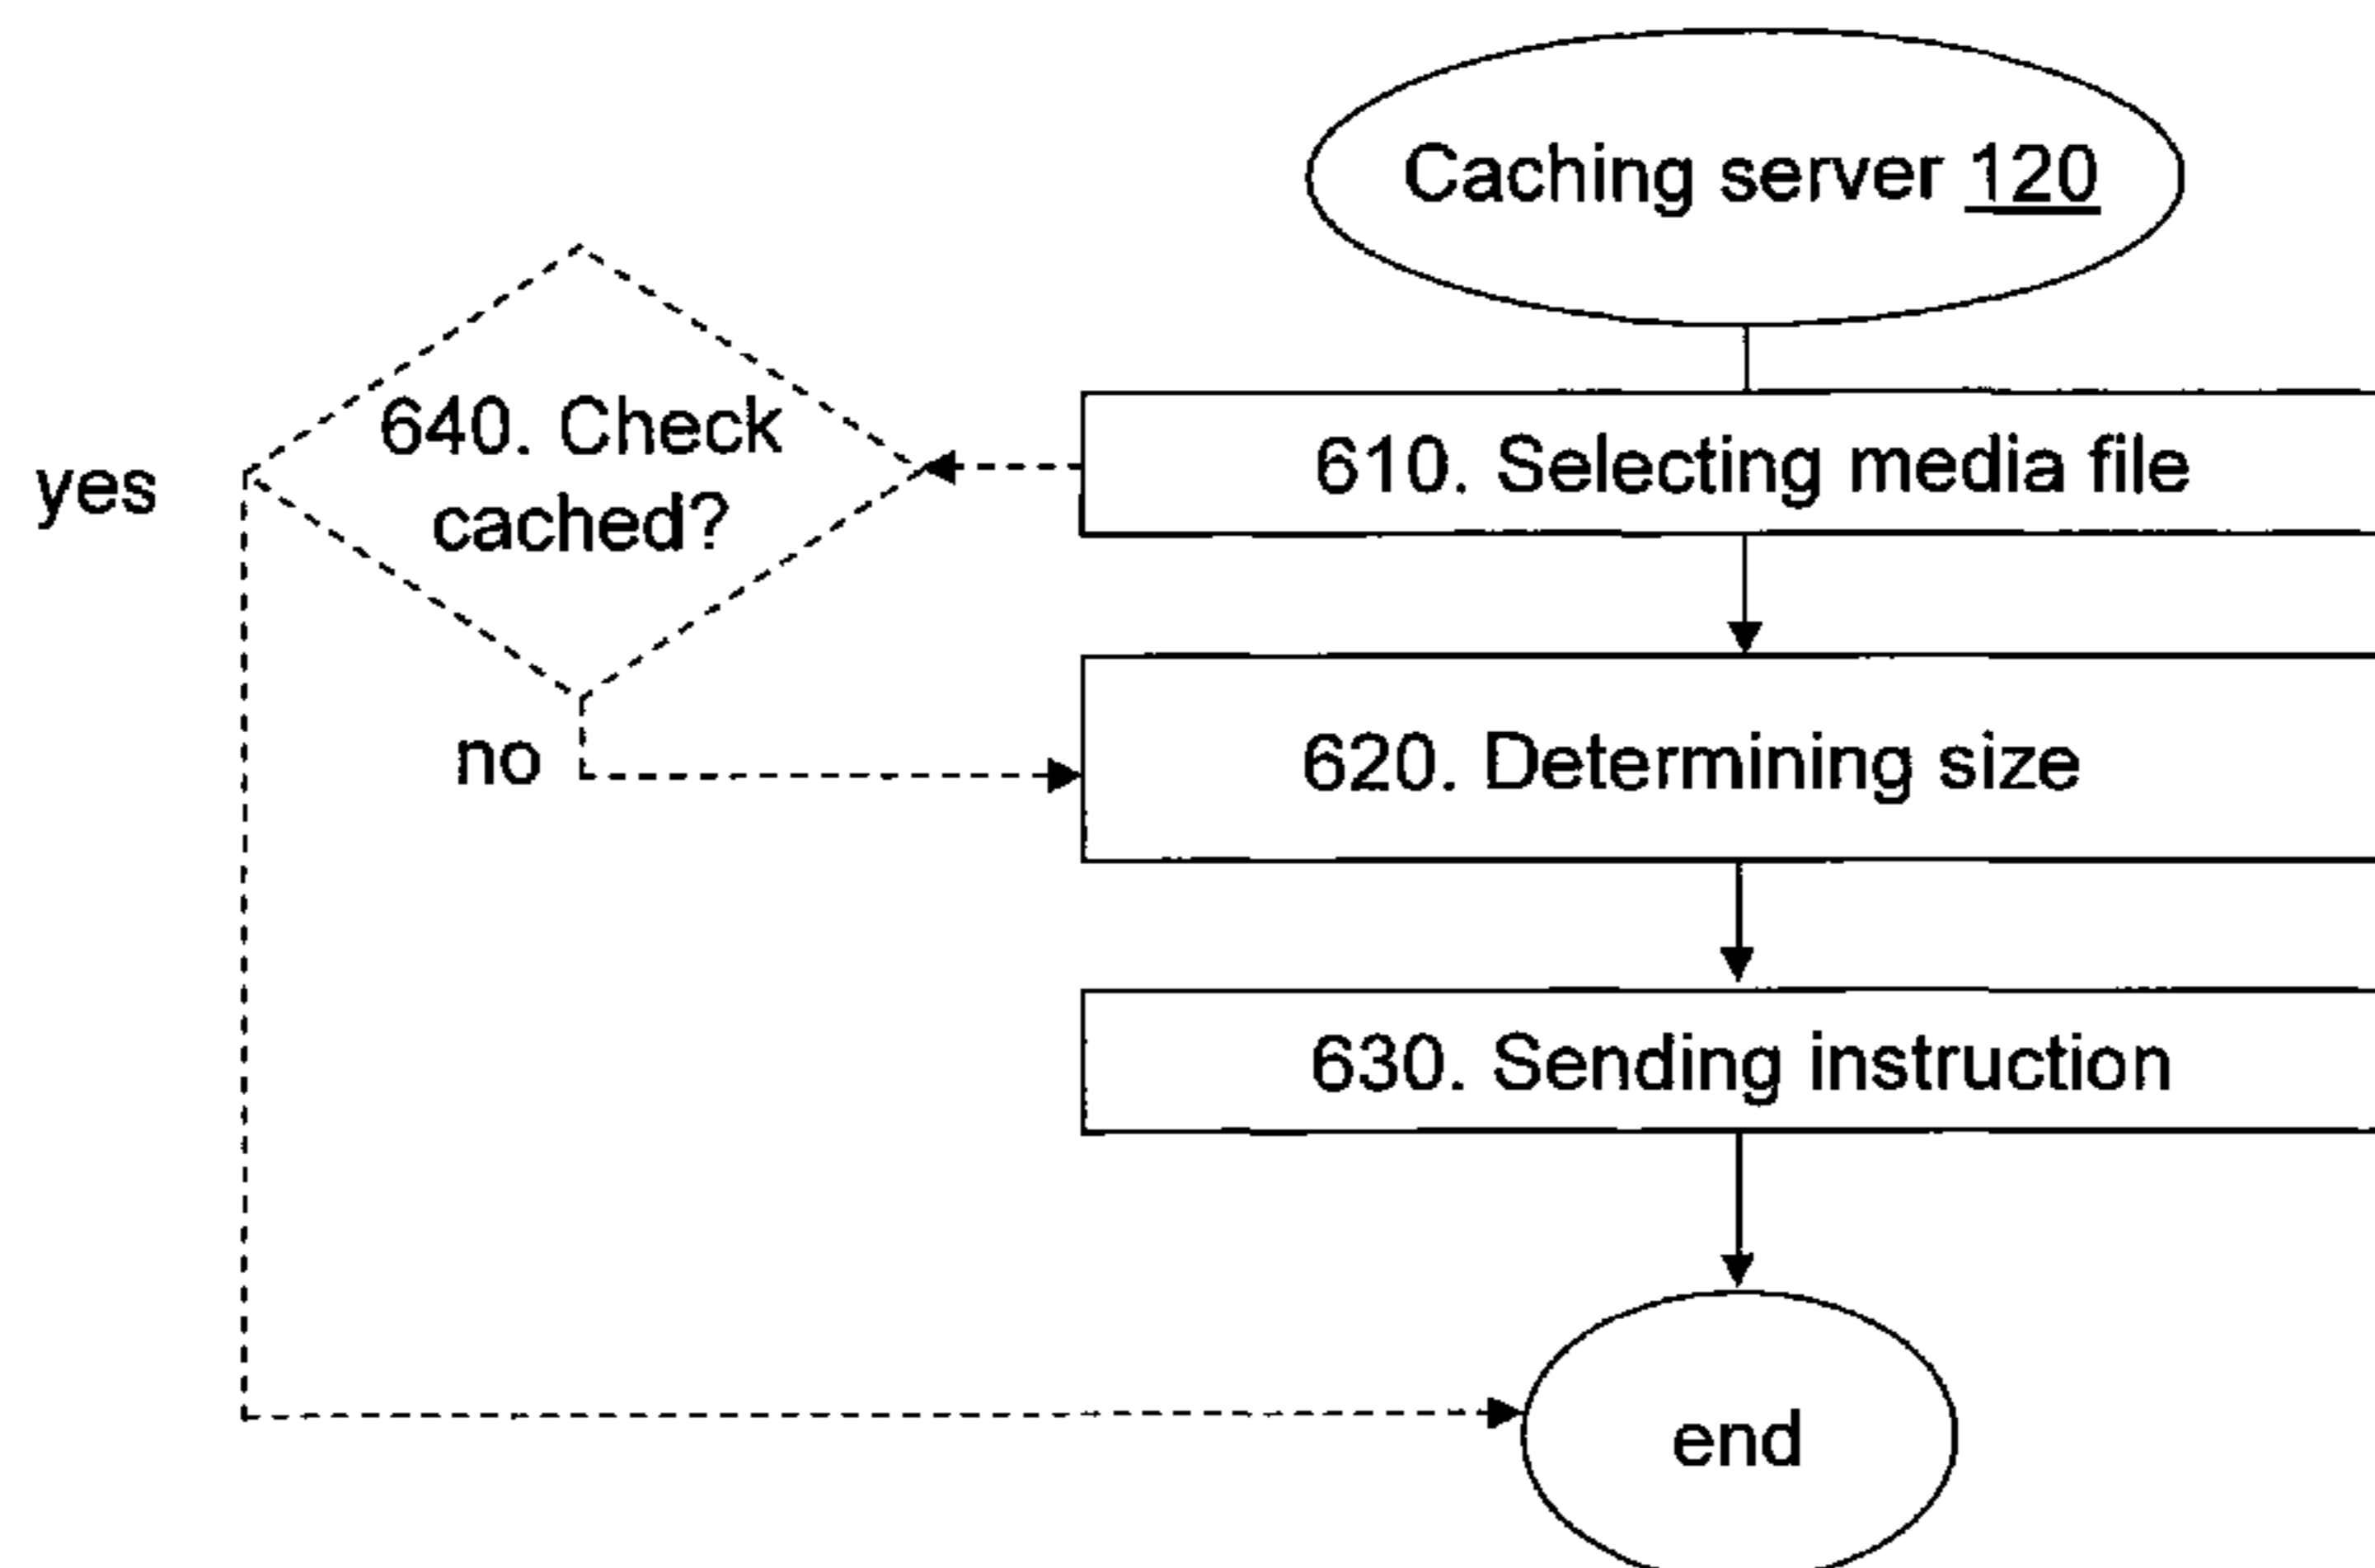 Caching server 120
640. Check
cached?
yes
610. Selecting media file
no
620. Determining size
630. Sending instruction
end